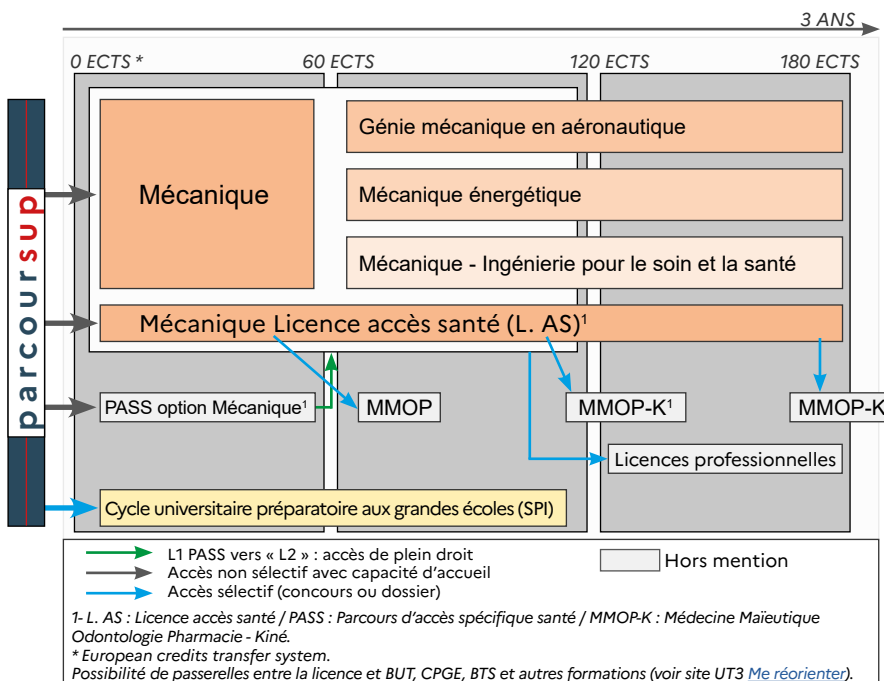 3 ANS
0 ECTS *
60 ECTS
120 ECTS
180 ECTS
parcoursup
Mécanique
Génie mécanique en aéronautique
Mécanique énergétique
Mécanique - Ingénierie pour le soin et la santé
Mécanique Licence accès santé (L. AS)1
PASS option Mécanique1
MMOP
MMOP-K1
MMOP-K
Licences professionnelles
Cycle universitaire préparatoire aux grandes écoles (SPI)
L1 PASS vers « L2 » : accès de plein droit
Accès non sélectif avec capacité d'accueil
Accès sélectif (concours ou dossier)
Hors mention
1- L. AS : Licence accès santé / PASS : Parcours d'accès spécifique santé / MMOP-K : Médecine Maïeutique
Odontologie Pharmacie - Kiné.
* European credits transfer system.
Possibilité de passerelles entre la licence et BUT, CPGE, BTS et autres formations (voir site UT3 Me réorienter).